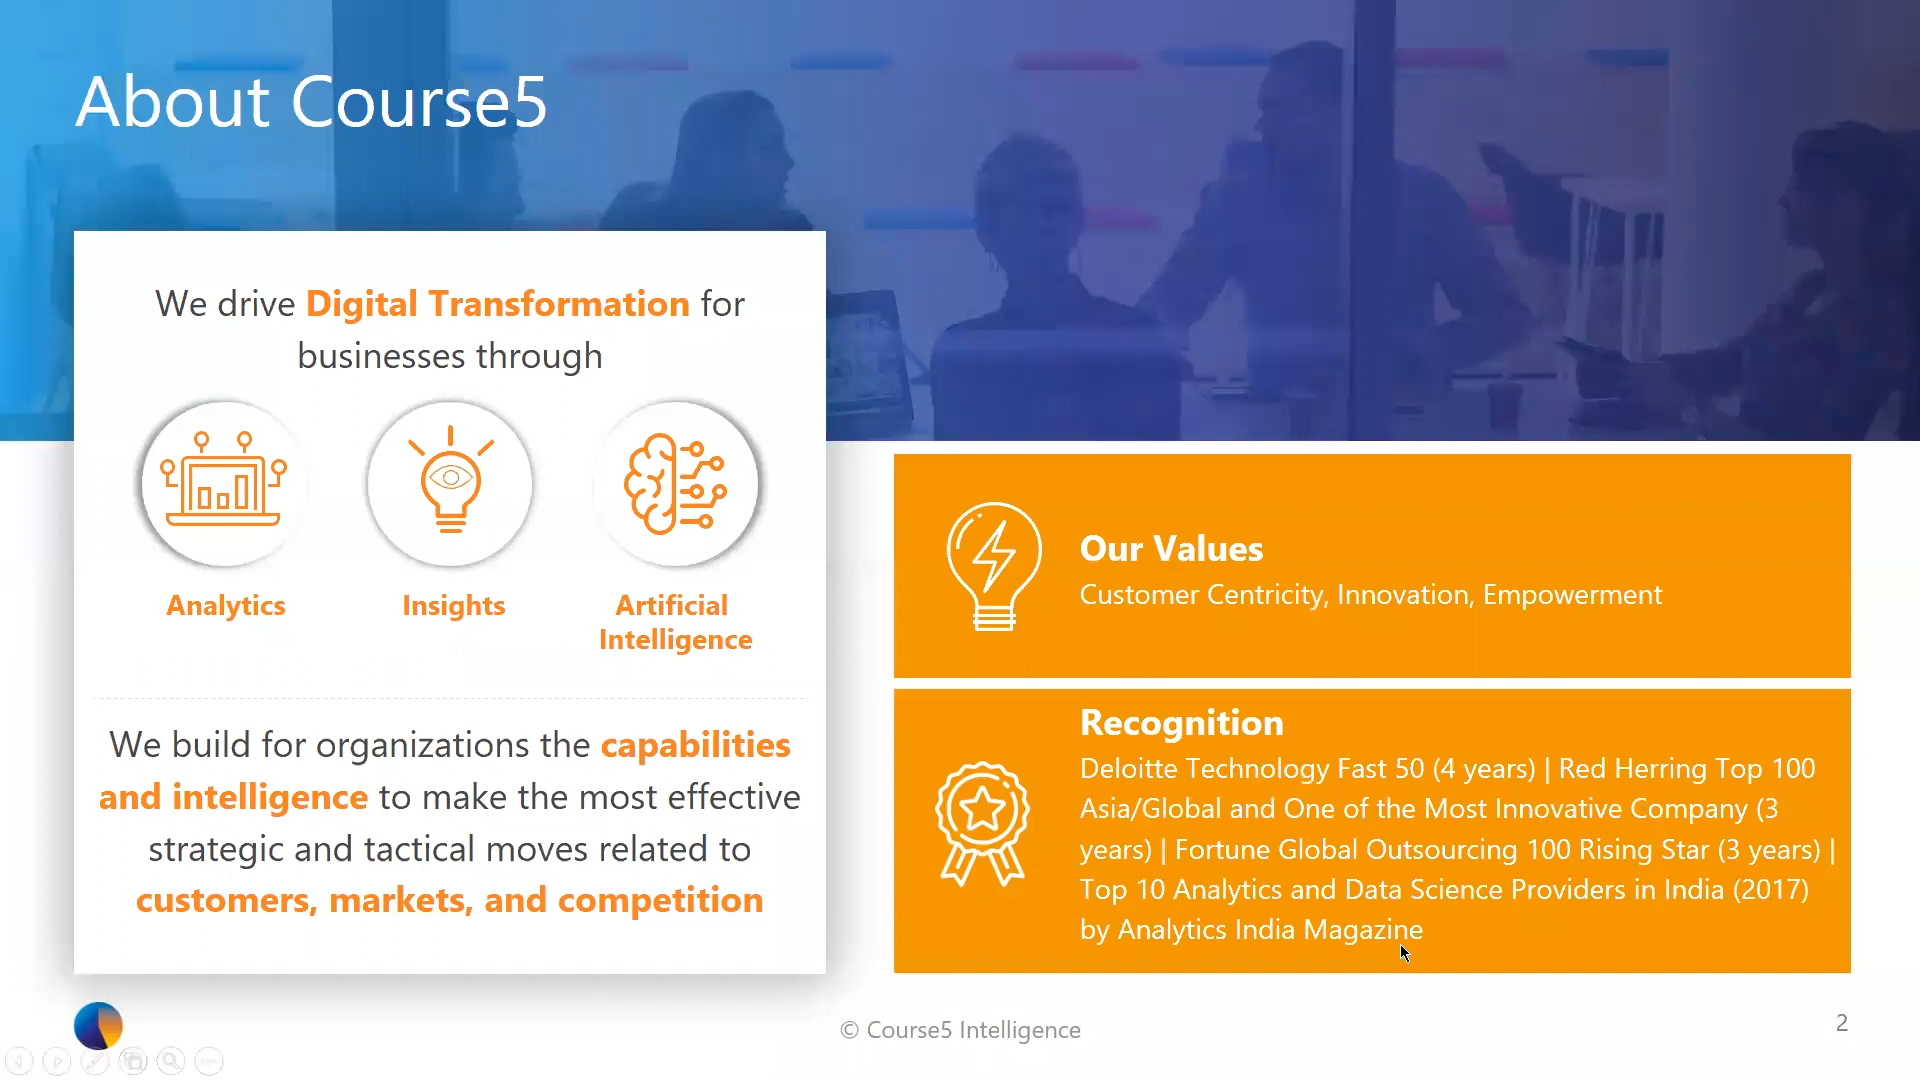 About Course5
We drive Digital Transformation for
businesses through
Analytics
Insights
Artificial
Intelligence
We build for organizations the capabilities
and intelligence to make the most effective
strategic and tactical moves related to
customers, markets, and competition
Our Values
Customer Centricity, Innovation, Empowerment
Recognition
Deloitte Technology Fast 50 (4 years) | Red Herring Top 100
Asia/Global and One of the Most Innovative Company (3
years) | Fortune Global Outsourcing 100 Rising Star (3 years) |
Top 10 Analytics and Data Science Providers in India (2017)
by Analytics India Magazine
© Course5 Intelligence
2